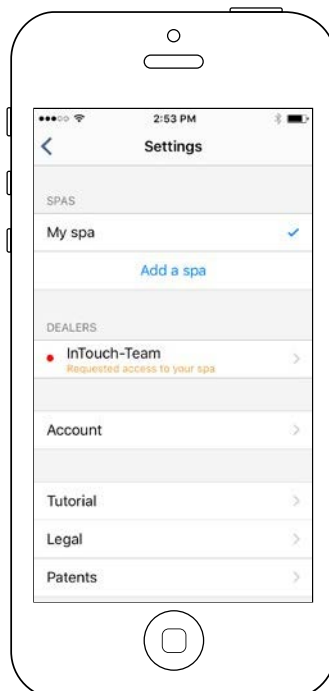 2:53 PM
Settings
SPAS
My spa
Add a spa
DEALERS
InTouch-Team
Requested access to your spa
Account
Tutorial
Legal
Patents